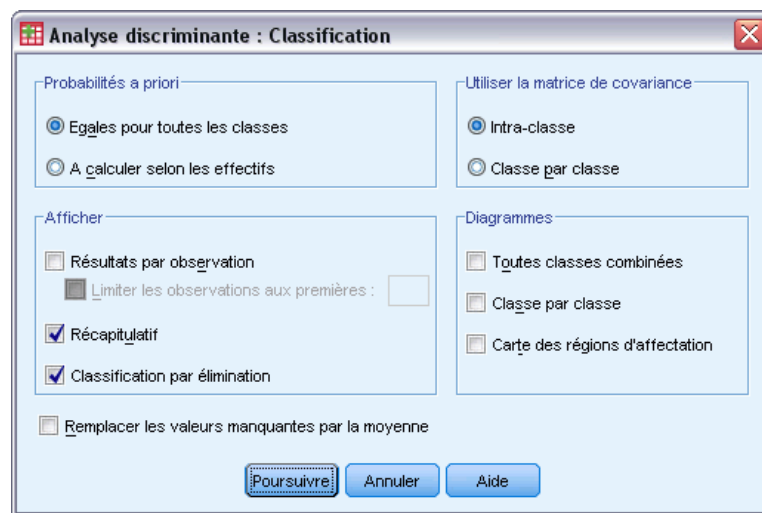 Analyse discriminante : Classification
Probabilités a priori
Egales pour toutes les classes
A calculer selon les effectifs
Utiliser la matrice de covariance
Intra-classe
Classe par classe
Afficher
Résultats par observation
Limiter les observations aux premières :
Récapitulatif
Classification par élimination
Diagrammes
Toutes classes combinées
Classe par classe
Carte des régions d'affectation
Remplacer les valeurs manquantes par la moyenne
Poursuivre Annuler Aide